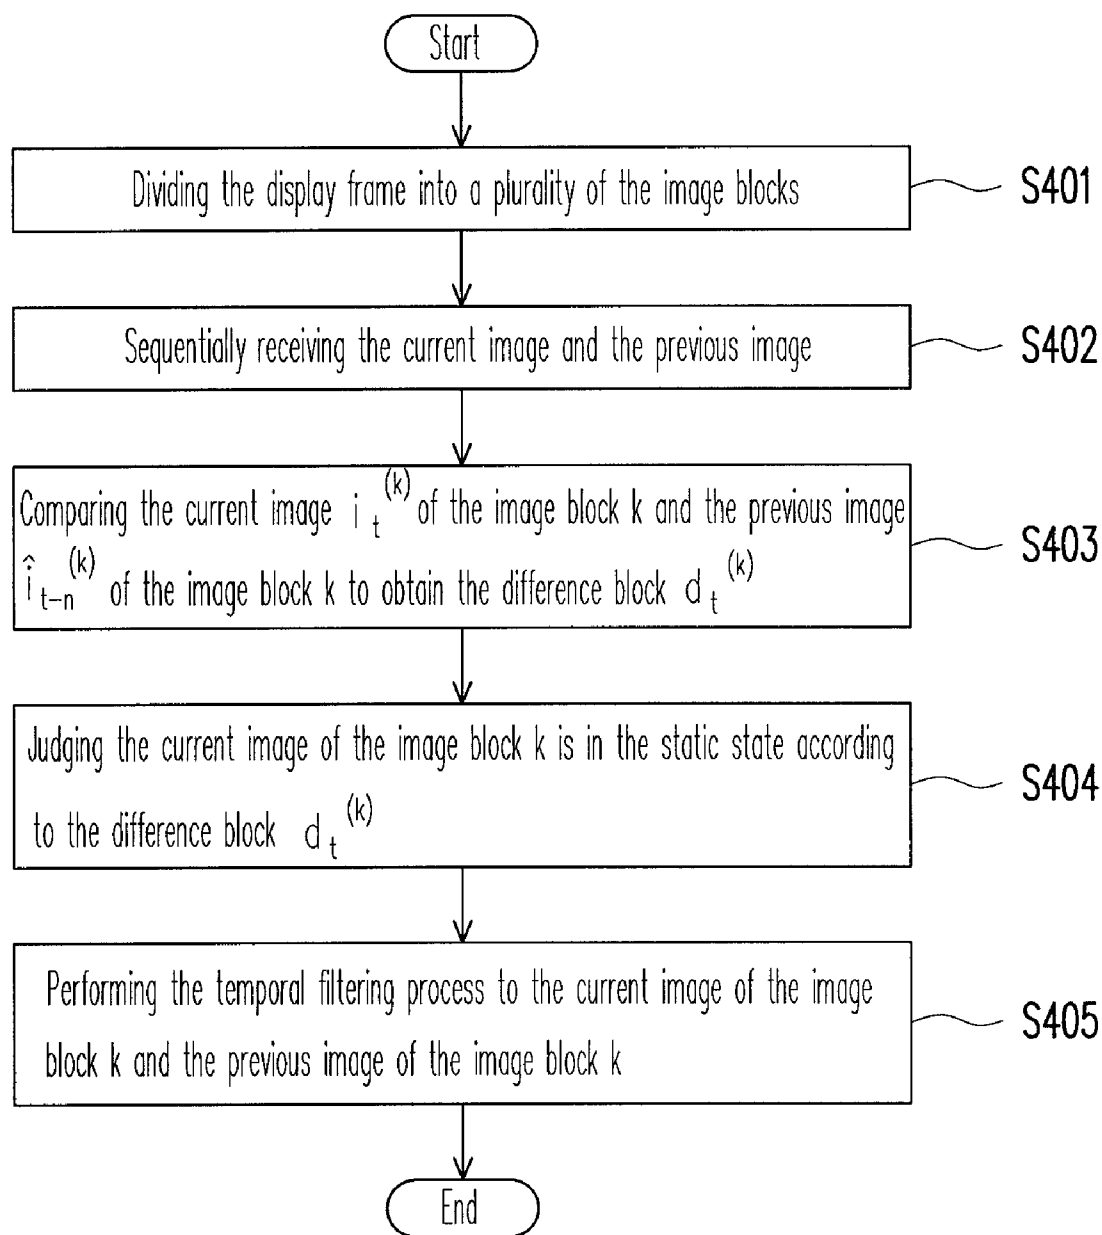 Start
Dividing the display frame into a plurality of the image blocks
S401
Sequentially receiving the current image and the previous image
S402
Comparing the current image i_t^(k) of the image block k and the previous image
î_t-n^(k) of the image block k to obtain the difference block d_t^(k)
S403
Judging the current image of the image block k is in the static state according
to the difference block d_t^(k)
S404
Performing the temporal filtering process to the current image of the image
block k and the previous image of the image block k
S405
End